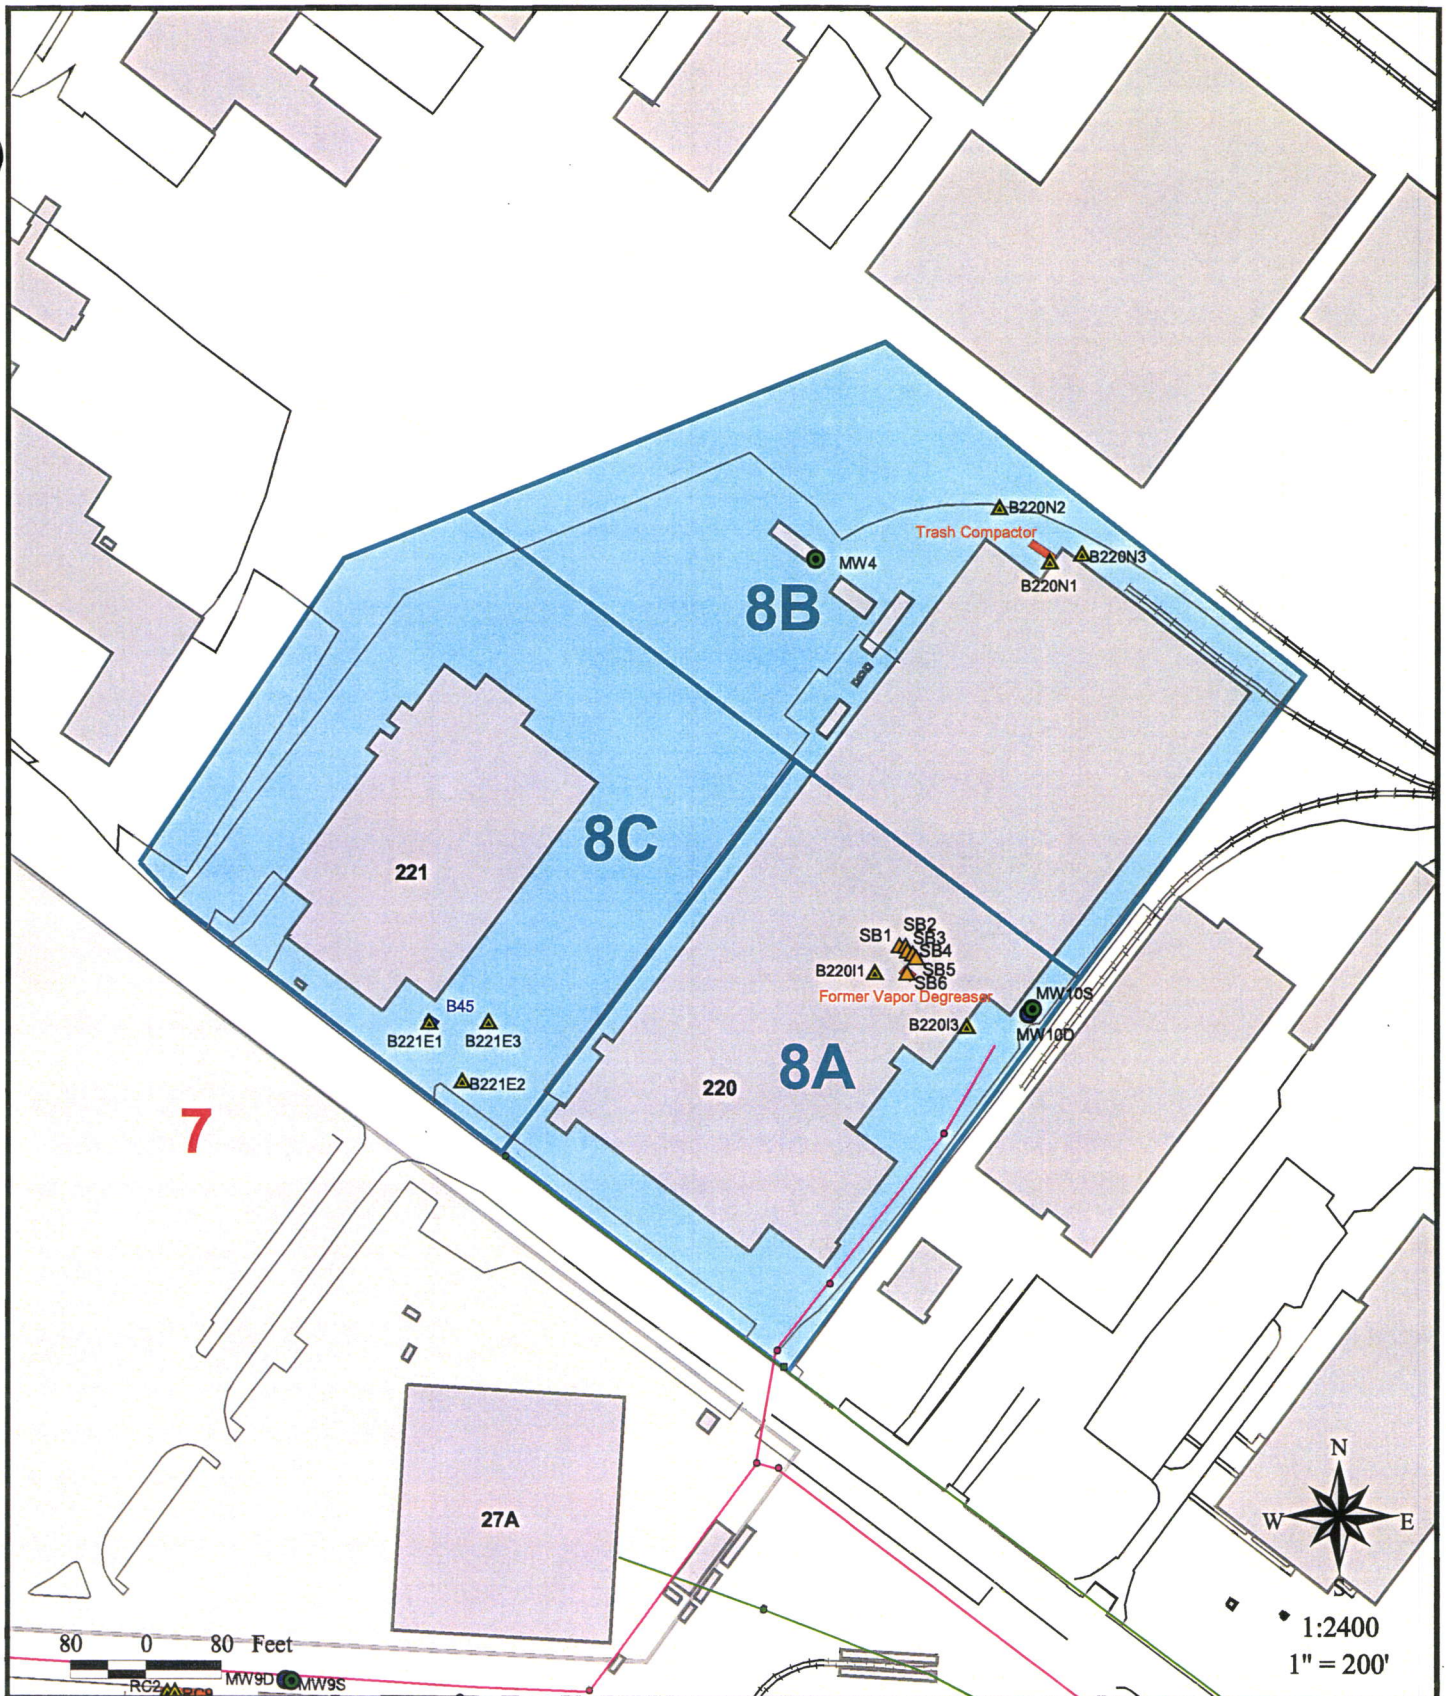 B220N2
Trash Compactor
B220N3
MW4
B220N1
8B
8C
221
SB2
SB1
SB3
SB4
B220I1
SB5
SB6
Former Vapor Degreaser
MW10S
B45
B220I3
MW10D
B221E1
B221E3
8A
B221E2
220
7
N
27A
W
E
S
1:2400
80 0 80 Feet
1" = 200'
MW9D
MW9S
RC2